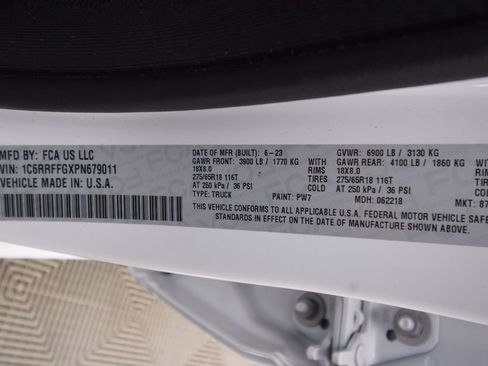 MFD BY: FCA US LLC
VIN: 1C6RRFFGXPN679011
VEHICLE MADE IN U.S.A.
DATE OF MFR (BUILT): 6-23
GAWR FRONT: 3900 LB / 1770 KG WITH
18X8.0 RIMS
275/65R18 116T TIRES
AT 250 kPa / 36 PSI COLD
TYPE: TRUCK PAINT: PW7
GVWR: 6900 LB / 3130 KG
GAWR REAR: 4100 LB / 1860 KG
18X8.0
275/65R18 116T
AT 250 kPa / 36 PSI
MDH: 062218 MKT: 87
THIS VEHICLE CONFORMS TO ALL APPLICABLE U.S.A. FEDERAL MOTOR VEHICLE SAFE
STANDARDS IN EFFECT ON THE DATE OF MANUFACTURE SHOWN ABOVE